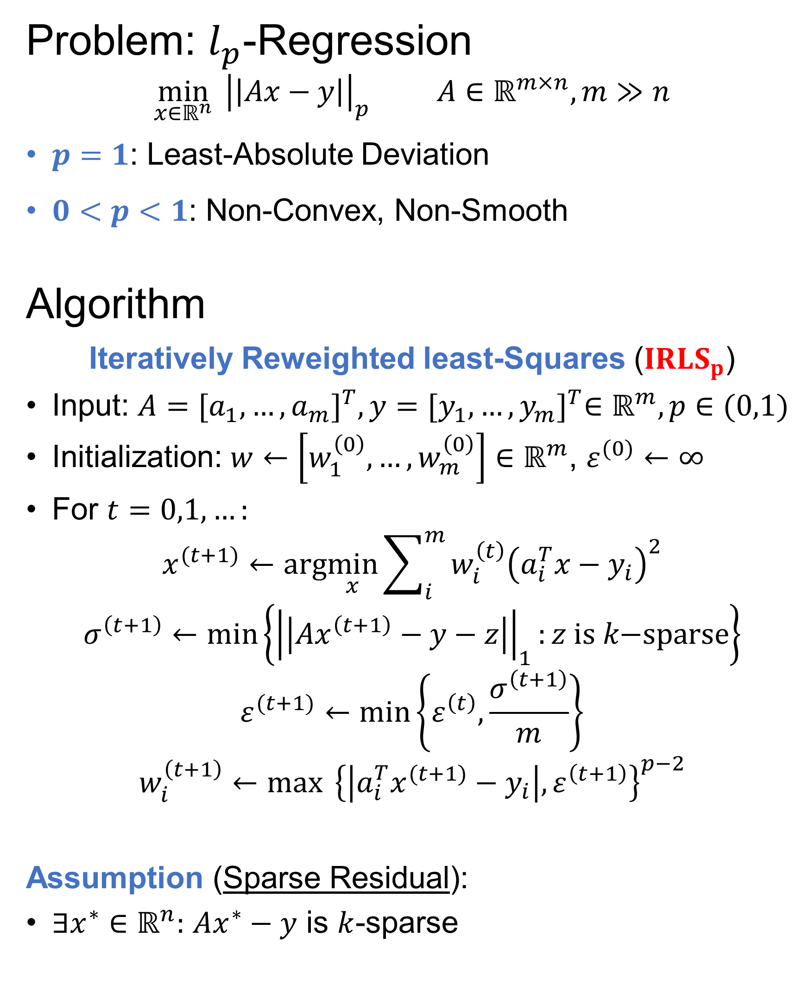 Problem: $l_p$-Regression
$\min_{x \in \mathbb{R}^n} \left||Ax - y|\right|_p \qquad A \in \mathbb{R}^{m \times n}, m \gg n$
• $\boldsymbol{p = 1}$: Least-Absolute Deviation
• $\boldsymbol{0 < p < 1}$: Non-Convex, Non-Smooth
Algorithm
Iteratively Reweighted least-Squares ($\mathbf{IRLS_p}$)
• Input: $A = [a_1, \ldots, a_m]^T, y = [y_1, \ldots, y_m]^T \in \mathbb{R}^m, p \in (0,1)$
• Initialization: $w \leftarrow \left[w_1^{(0)}, \ldots, w_m^{(0)}\right] \in \mathbb{R}^m$, $\varepsilon^{(0)} \leftarrow \infty$
• For $t = 0,1, \ldots:$
$x^{(t+1)} \leftarrow \underset{x}{\operatorname{argmin}} \sum_i^m w_i^{(t)} \left(a_i^T x - y_i\right)^2$
$\sigma^{(t+1)} \leftarrow \min \left\{ \left||Ax^{(t+1)} - y - z|\right|_1 : z \text{ is } k\text{−sparse} \right\}$
$\varepsilon^{(t+1)} \leftarrow \min \left\{ \varepsilon^{(t)}, \frac{\sigma^{(t+1)}}{m} \right\}$
$w_i^{(t+1)} \leftarrow \max \left\{ \left|a_i^T x^{(t+1)} - y_i\right|, \varepsilon^{(t+1)} \right\}^{p-2}$
Assumption (Sparse Residual):
• $\exists x^* \in \mathbb{R}^n: Ax^* - y$ is $k$-sparse